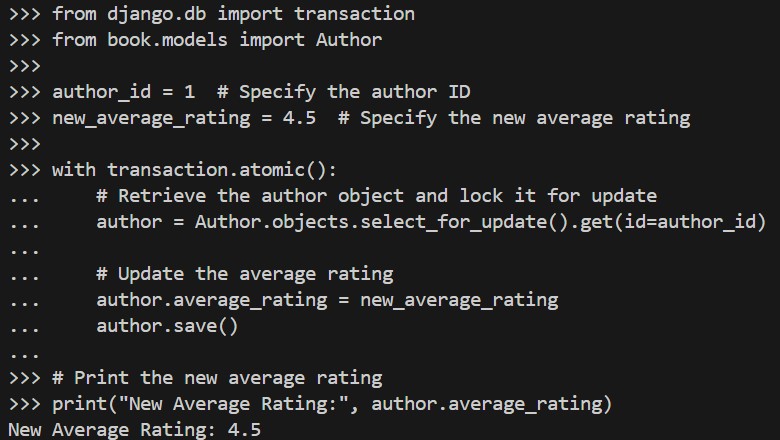 >>> from django.db import transaction
>>> from book.models import Author
>>>
>>> author_id = 1  # Specify the author ID
>>> new_average_rating = 4.5  # Specify the new average rating
>>>
>>> with transaction.atomic():
...     # Retrieve the author object and lock it for update
...     author = Author.objects.select_for_update().get(id=author_id)
...
...     # Update the average rating
...     author.average_rating = new_average_rating
...     author.save()
...
>>> # Print the new average rating
>>> print("New Average Rating:", author.average_rating)
New Average Rating: 4.5